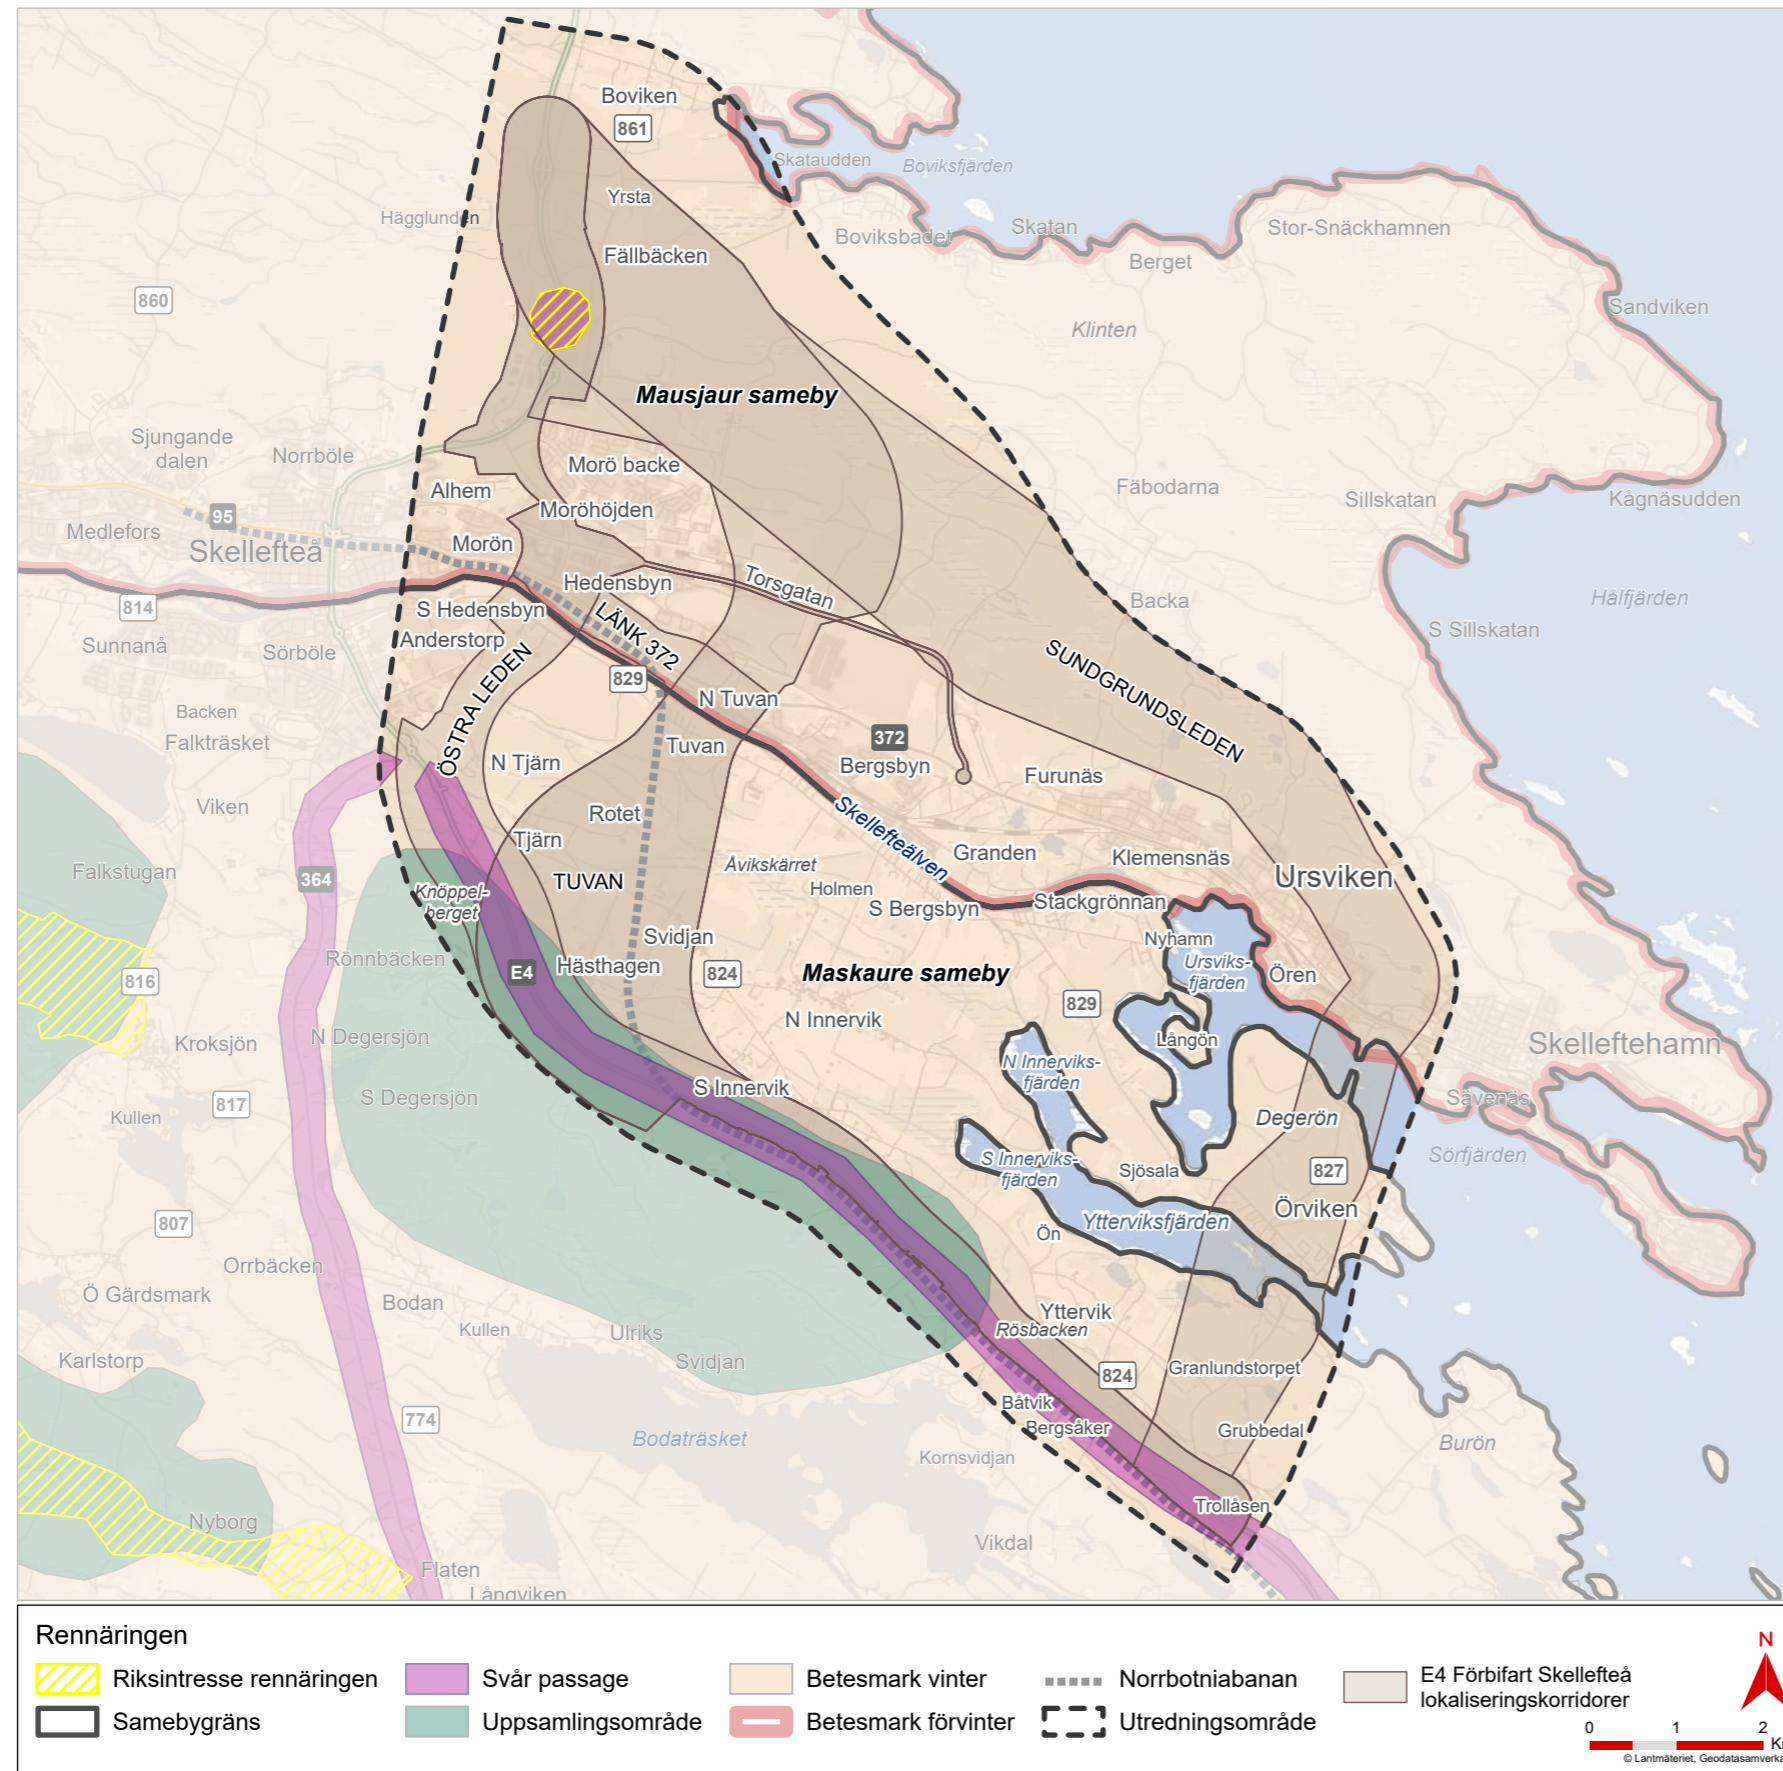 Boviken
861
Skataudden
Boviksfjärden
Yrsta
Hägglunden
Boviksbadet
Skatan
Stor-Snäckhamnen
Fällbäcken
Berget
860
Sandviken
Klinten
Mausjaur sameby
Sjungande
dalen
Norrböle
Morö backe
Alhem
Fäbodarna
Sillskatan
Kågnäsudden
95
Moröhöjden
Medlefors
Skellefteå
Morön
Hedensbyn
Torsgatan
814
S Hedensbyn
Backa
Hålfjärden
LÄNK 372
S Sillskatan
Sunnanå
Sörböle
Anderstorp
829
SUNDGRUNDSLEDEN
ÖSTRA LEDEN
N Tuvan
Backen
Falkträsket
Tuvan
372
N Tjärn
Bergsbyn
Furunäs
Viken
Rotet
Skellefteälven
Tjärn
Granden
Klemensnäs
Falkstugan
364
Åvikskärret
TUVAN
Ursviken
Knöppel-
berget
Holmen
S Bergsbyn
Stackgrönnan
Svidjan
Nyhamn
Rönnbäcken
Hästhagen
E4
824
Maskaure sameby
Ursviks-
fjärden
Ören
816
829
N Innervik
Kroksjön
N Degersjön
Långön
Skelleftehamn
N Innerviks-
fjärden
S Innervik
817
S Degersjön
Kullen
Sävenäs
Degerön
S Innerviks-
fjärden
Sjösala
827
Sörfjärden
Örviken
807
Ytterviksfjärden
Ön
Orrbäcken
Ö Gärdsmark
Bodan
Yttervik
Kullen
Ulriks
Rösbacken
Svidjan
Karlstorp
824
Granlundstorpet
Båtvik
774
Bergsåker
Grubbedal
Bodaträsket
Burön
Kornsvidjan
Trollåsen
Nyborg
Vikdal
Flaten
Långviken
Rennäringen
Riksintresse rennäringen
Svår passage
Betesmark vinter
Norrbotniabanan
E4 Förbifart Skellefteå
lokaliseringskorridorer
Samebygräns
Uppsamlingsområde
Betesmark förvinter
Utredningsområde
N
0 1 2
© Lantmäteriet,